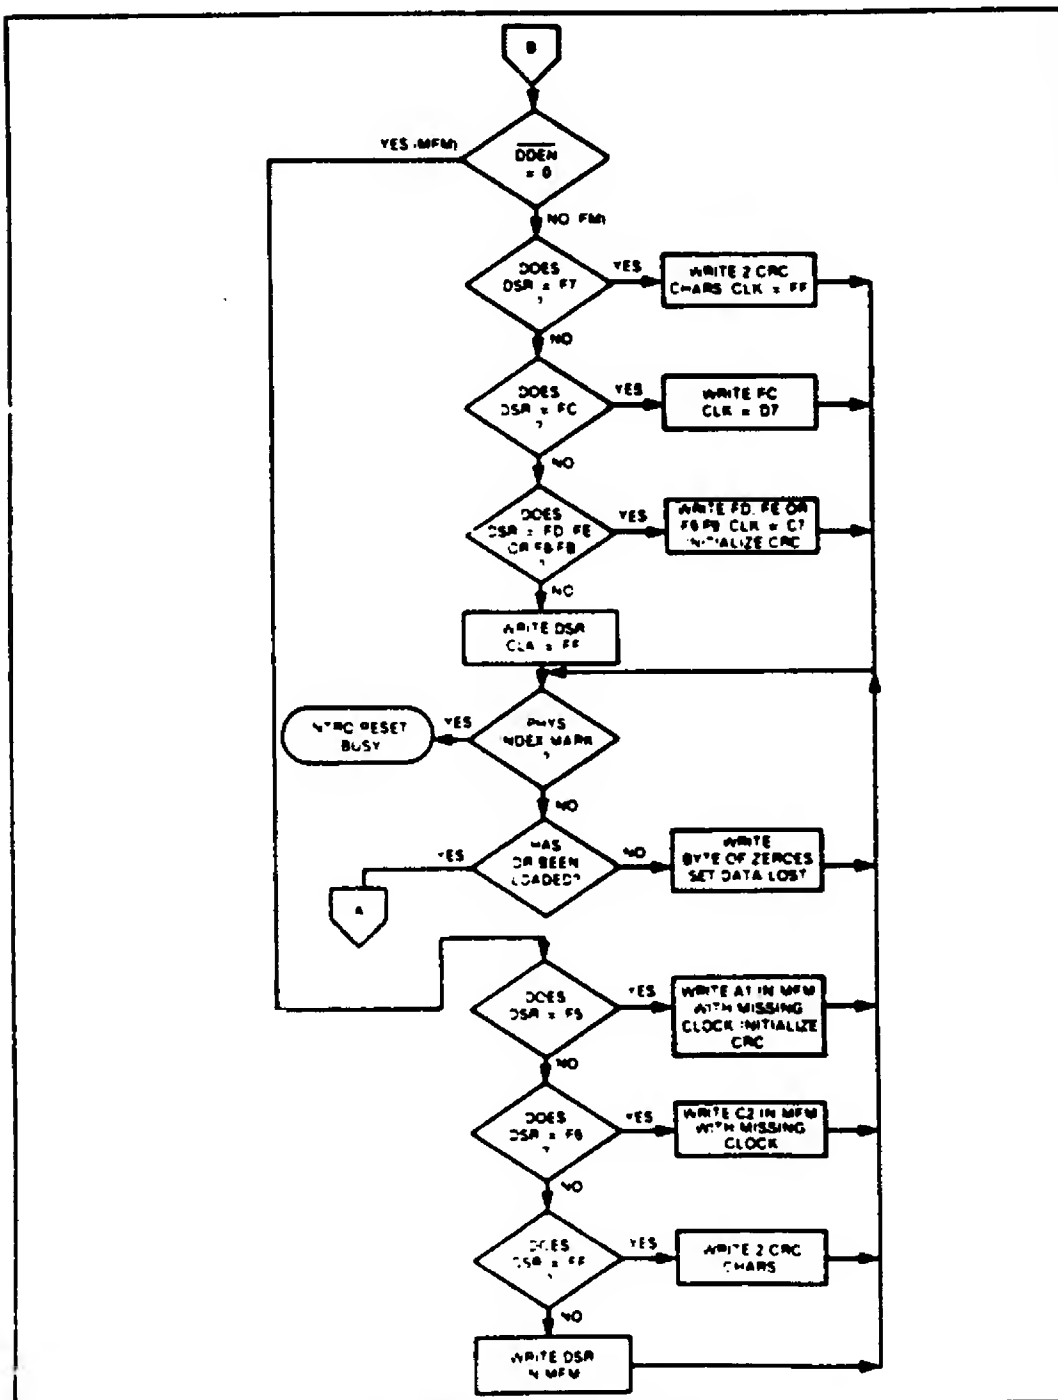 B
YES (MFM)
DDEN
= 0
NO (FM)
DOES
DSR = F7
?
YES
WRITE 2 CRC
CHARS CLK = FF
NO
DOES
DSR = FC
?
YES
WRITE FC
CLK = D7
NO
DOES
DSR = FD, FE
OR F8-FB
?
YES
WRITE FD, FE OR
F8-FB, CLK = C7
INITIALIZE CRC
NO
WRITE DSR
CLK = FF
PHYS
INDEX MARK
?
YES
INTRQ RESET
BUSY
NO
HAS
DR BEEN
LOADED?
YES
NO
WRITE
BYTE OF ZEROES
SET DATA LOST
A
DOES
DSR = F5
YES
WRITE A1 IN MFM
WITH MISSING
CLOCK INITIALIZE
CRC
NO
DOES
DSR = F6
?
YES
WRITE C2 IN MFM
WITH MISSING
CLOCK
NO
DOES
DSR =
?
YES
WRITE 2 CRC
CHARS
NO
WRITE DSR
IN MFM